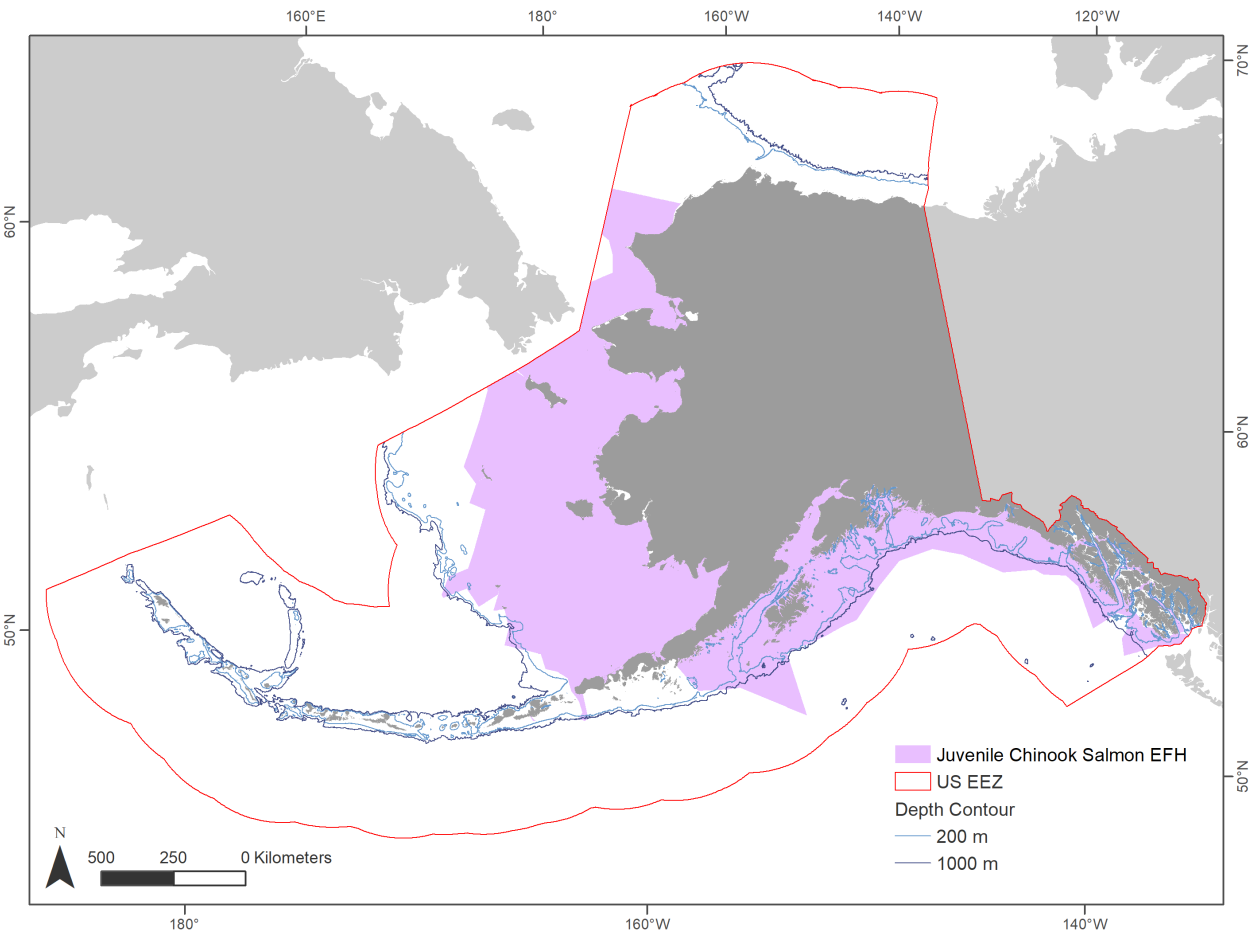 160°E 180° 160°W 140°W 120°W
70°N
60°N
60°N
50°N
50°N
Juvenile Chinook Salmon EFH
US EEZ
Depth Contour
200 m
1000 m
N
500 250 0 Kilometers
180° 160°W 140°W